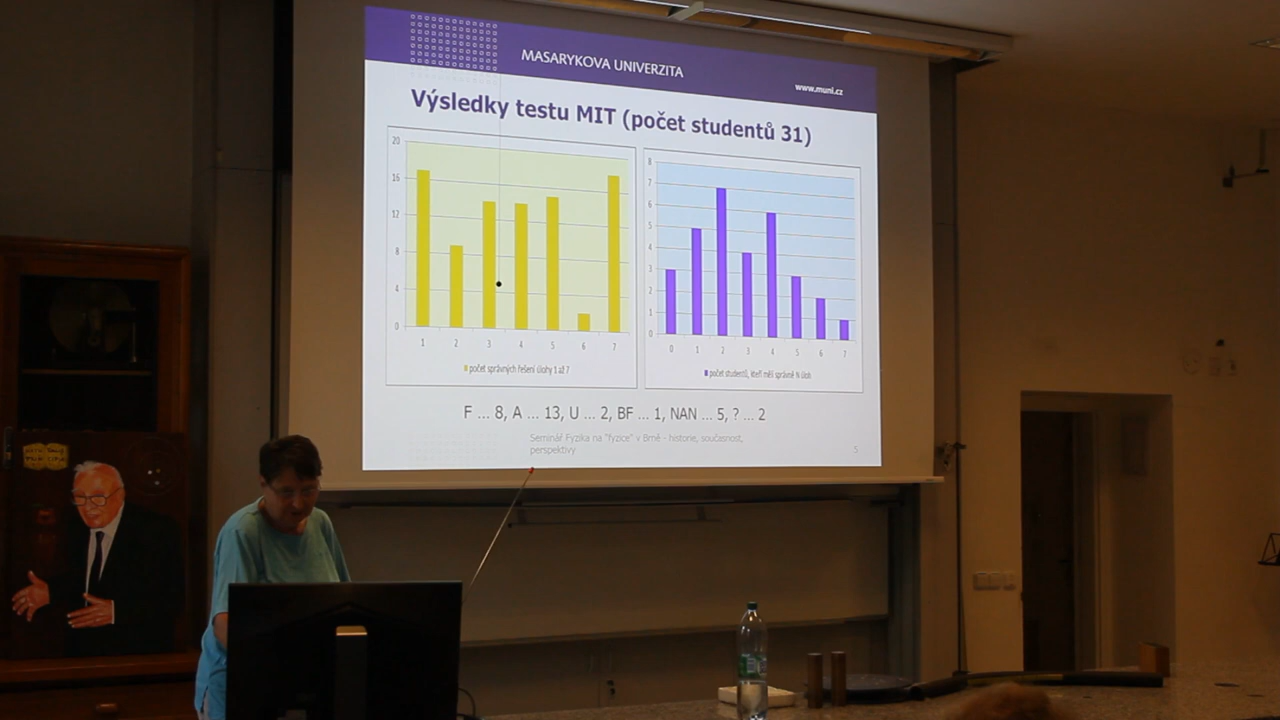 MASARYKOVA UNIVERZITA
www.muni.cz
Výsledky testu MIT (počet studentů 31)
20
16
12
8
4
0
1 2 3 4 5 6 7
počet správných řešení úlohy 1 až 7
8
7
6
5
4
3
2
1
0
0 1 2 3 4 5 6 7
počet studentů, kteří měli správně N úloh
F ... 8, A ... 13, U ... 2, BF ... 1, NAN ... 5, ? ... 2
Seminář Fyzika na "fyzice" v Brně - historie, současnost,
perspektivy
5